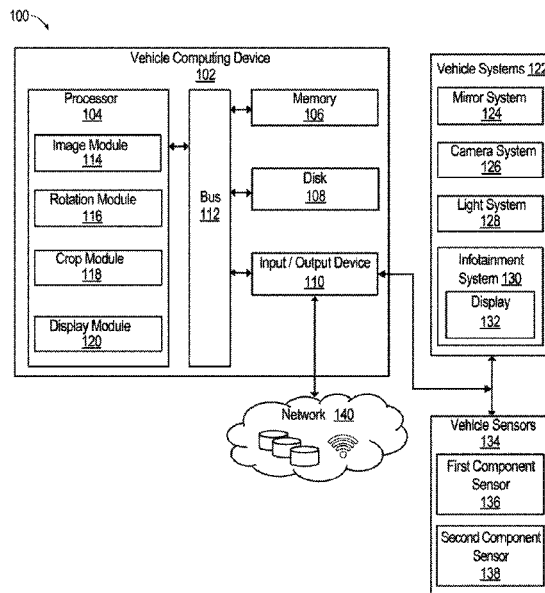 100
Vehicle Computing Device
102
Processor
104
Image Module
114
Rotation Module
116
Crop Module
118
Display Module
120
Bus
112
Memory
106
Disk
108
Input / Output Device
110
Network 140
Vehicle Systems 122
Mirror System
124
Camera System
126
Light System
128
Infotainment
System 130
Display
132
Vehicle Sensors
134
First Component
Sensor
136
Second Component
Sensor
138